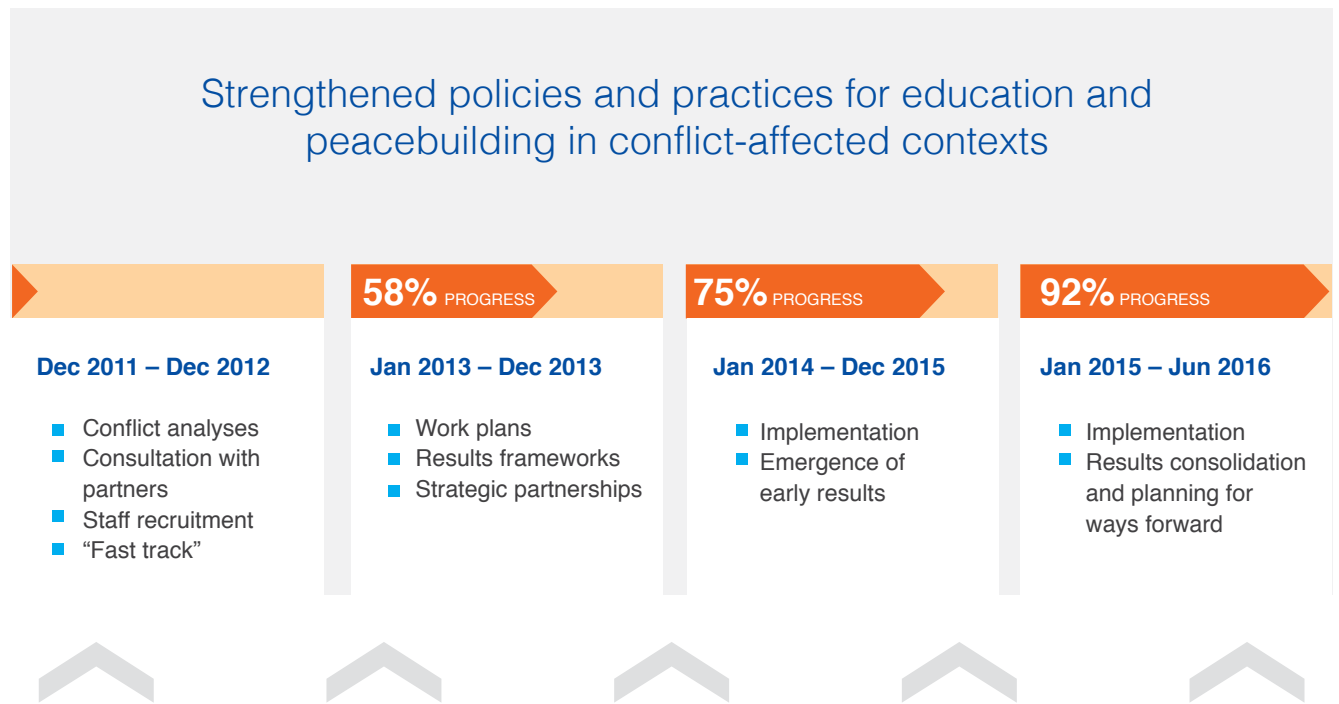 Strengthened policies and practices for education and
peacebuilding in conflict-affected contexts
58% PROGRESS
75% PROGRESS
92% PROGRESS
Dec 2011 – Dec 2012
Conflict analyses
Consultation with
partners
Staff recruitment
“Fast track”
Jan 2013 – Dec 2013
Work plans
Results frameworks
Strategic partnerships
Jan 2014 – Dec 2015
Implementation
Emergence of
early results
Jan 2015 – Jun 2016
Implementation
Results consolidation
and planning for
ways forward